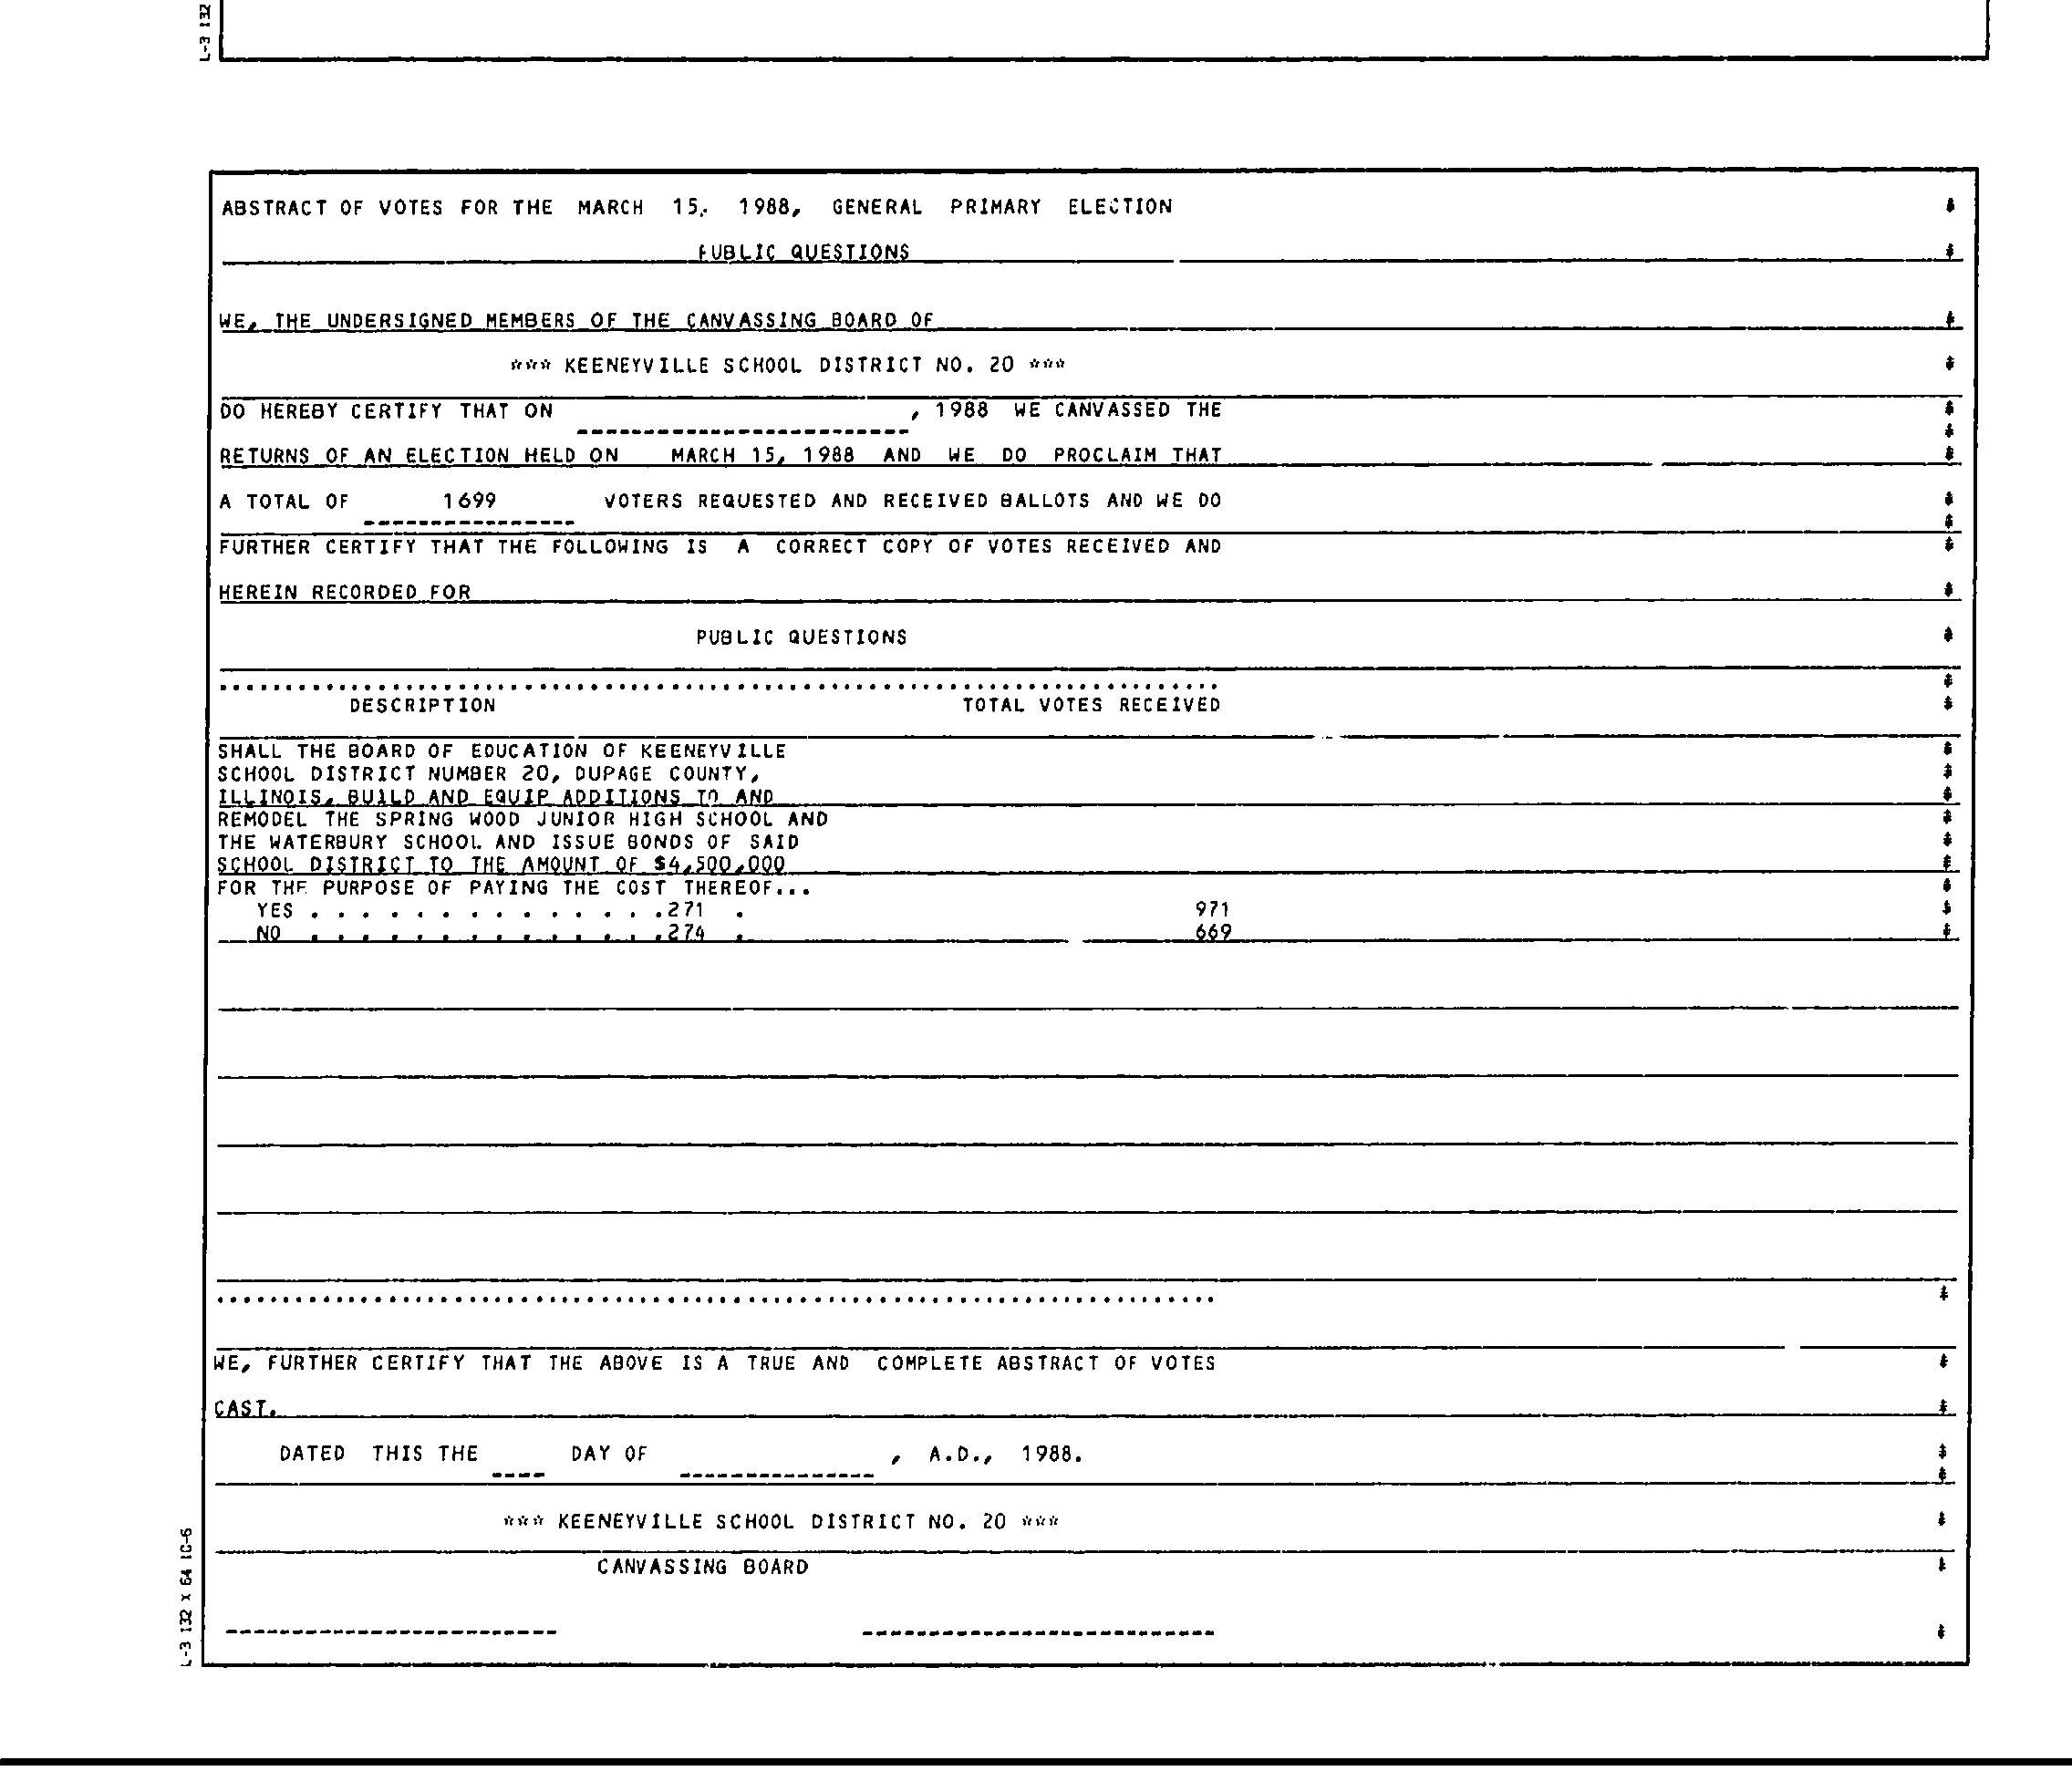 L-3 132
ABSTRACT OF VOTES FOR THE MARCH 15, 1988, GENERAL PRIMARY ELECTION
PUBLIC QUESTIONS
WE, THE UNDERSIGNED MEMBERS OF THE CANVASSING BOARD OF
*** KEENEYVILLE SCHOOL DISTRICT NO. 20 ***
DO HEREBY CERTIFY THAT ON , 1988 WE CANVASSED THE
RETURNS OF AN ELECTION HELD ON MARCH 15, 1988 AND WE DO PROCLAIM THAT
A TOTAL OF 1699 VOTERS REQUESTED AND RECEIVED BALLOTS AND WE DO
FURTHER CERTIFY THAT THE FOLLOWING IS A CORRECT COPY OF VOTES RECEIVED AND
HEREIN RECORDED FOR
PUBLIC QUESTIONS
DESCRIPTION TOTAL VOTES RECEIVED
SHALL THE BOARD OF EDUCATION OF KEENEYVILLE
SCHOOL DISTRICT NUMBER 20, DUPAGE COUNTY,
ILLINOIS, BUILD AND EQUIP ADDITIONS TO AND
REMODEL THE SPRING WOOD JUNIOR HIGH SCHOOL AND
THE WATERBURY SCHOOL AND ISSUE BONDS OF SAID
SCHOOL DISTRICT TO THE AMOUNT OF $4,500,000
FOR THE PURPOSE OF PAYING THE COST THEREOF...
YES . . . . . . . . . . . . . .271 . 971
NO . . . . . . . . . . . . . .274 . 669
WE, FURTHER CERTIFY THAT THE ABOVE IS A TRUE AND COMPLETE ABSTRACT OF VOTES
CAST.
DATED THIS THE ---- DAY OF --------------- , A.D., 1988.
*** KEENEYVILLE SCHOOL DISTRICT NO. 20 ***
CANVASSING BOARD
L-3 132 X 64 1C-6